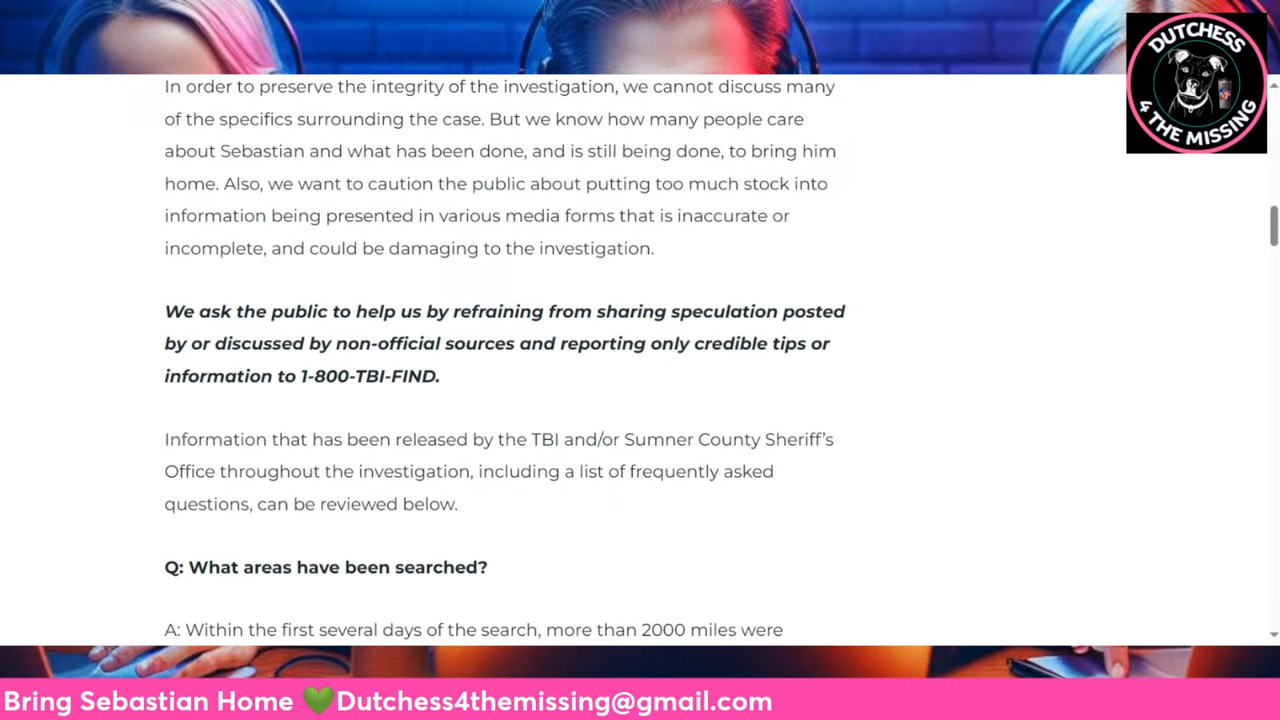 DUTCHESS
4 THE MISSING
In order to preserve the integrity of the investigation, we cannot discuss many
of the specifics surrounding the case. But we know how many people care
about Sebastian and what has been done, and is still being done, to bring him
home. Also, we want to caution the public about putting too much stock into
information being presented in various media forms that is inaccurate or
incomplete, and could be damaging to the investigation.
We ask the public to help us by refraining from sharing speculation posted
by or discussed by non-official sources and reporting only credible tips or
information to 1-800-TBI-FIND.
Information that has been released by the TBI and/or Sumner County Sheriff’s
Office throughout the investigation, including a list of frequently asked
questions, can be reviewed below.
Q: What areas have been searched?
A: Within the first several days of the search, more than 2000 miles were
Bring Sebastian Home 💚Dutchess4themissing@gmail.com